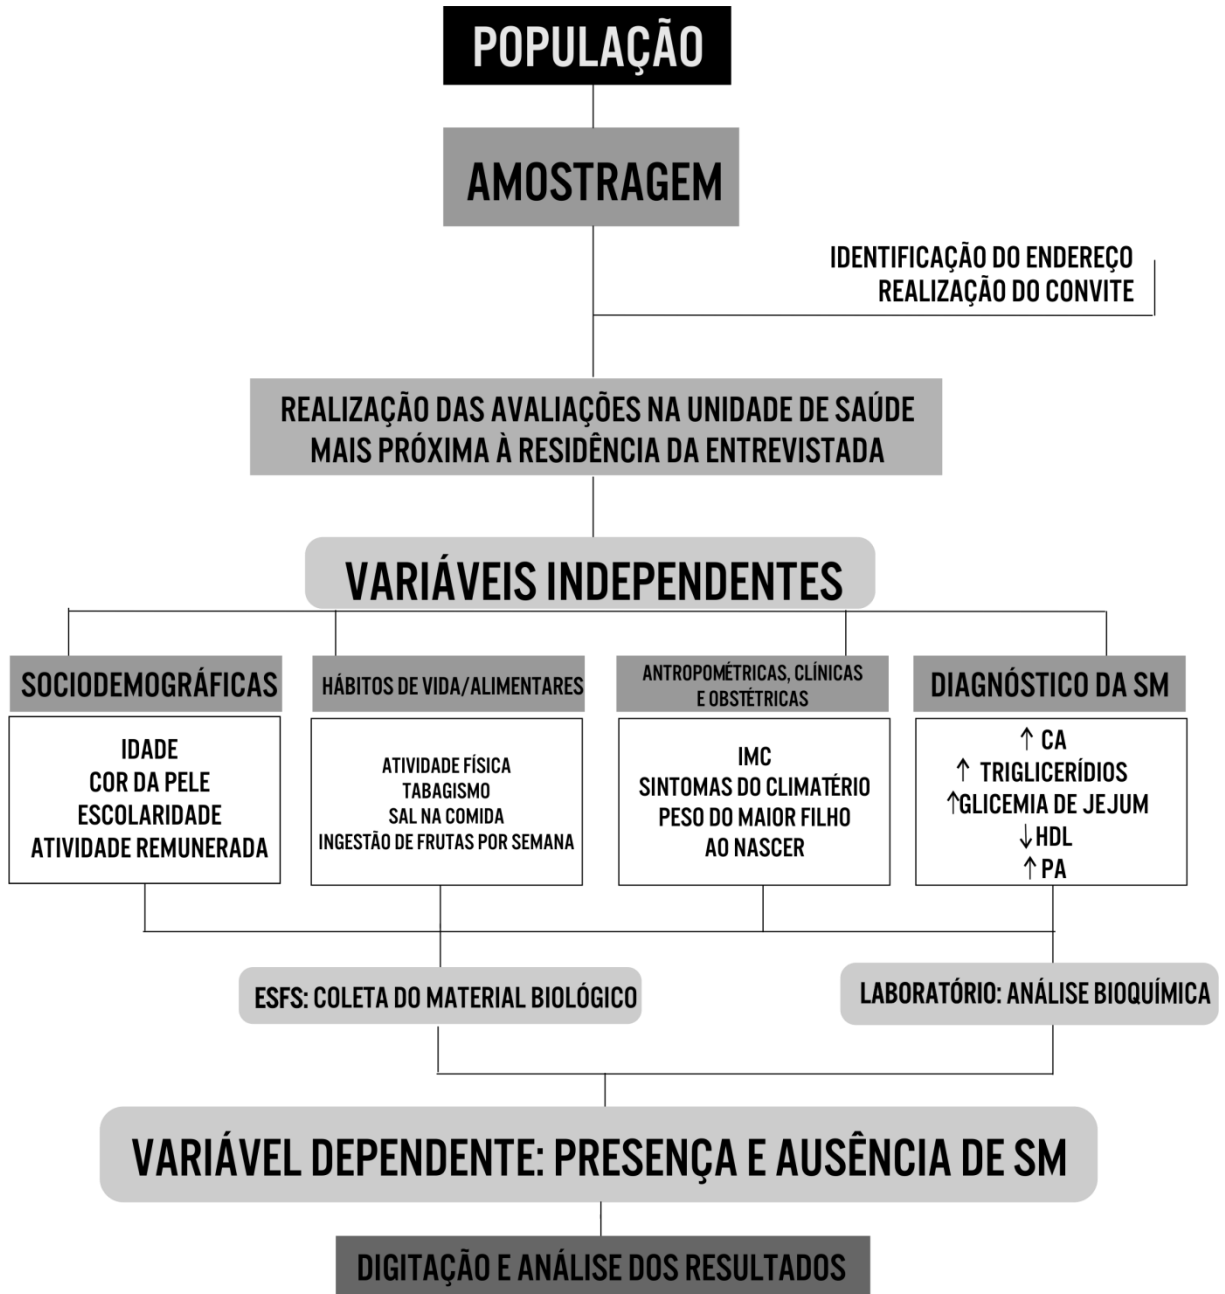 POPULAÇÃO
AMOSTRAGEM
IDENTIFICAÇÃO DO ENDEREÇO
REALIZAÇÃO DO CONVITE
REALIZAÇÃO DAS AVALIAÇÕES NA UNIDADE DE SAÚDE
MAIS PRÓXIMA À RESIDÊNCIA DA ENTREVISTADA
VARIÁVEIS INDEPENDENTES
SOCIODEMOGRÁFICAS
IDADE
COR DA PELE
ESCOLARIDADE
ATIVIDADE REMUNERADA
HÁBITOS DE VIDA/ALIMENTARES
ATIVIDADE FÍSICA
TABAGISMO
SAL NA COMIDA
INGESTÃO DE FRUTAS POR SEMANA
ANTROPOMÉTRICAS, CLÍNICAS
E OBSTÉTRICAS
IMC
SINTOMAS DO CLIMATÉRIO
PESO DO MAIOR FILHO
AO NASCER
DIAGNÓSTICO DA SM
↑ CA
↑ TRIGLICERÍDIOS
↑GLICEMIA DE JEJUM
↓HDL
↑PA
ESFS: COLETA DO MATERIAL BIOLÓGICO
LABORATÓRIO: ANÁLISE BIOQUÍMICA
VARIÁVEL DEPENDENTE: PRESENÇA E AUSÊNCIA DE SM
DIGITAÇÃO E ANÁLISE DOS RESULTADOS